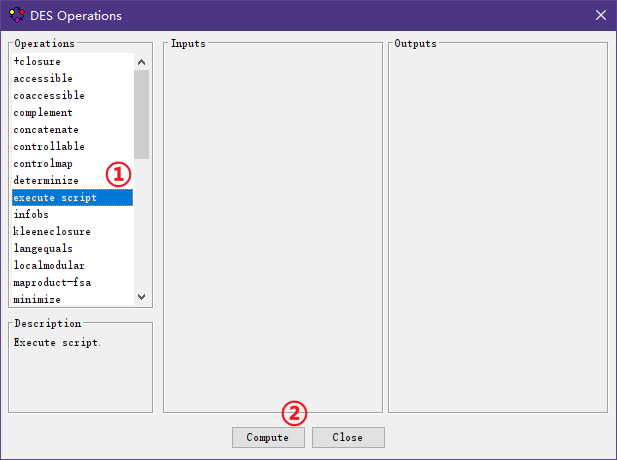 DES Operations
Operations
+closure
accessible
coaccessible
complement
concatenate
controllable
controlmap
determinize
①
execute script
infobs
kleeneclosure
langequals
localmodular
maproduct-fsa
minimize
Description
Execute script.
Inputs
Outputs
②
Compute
Close